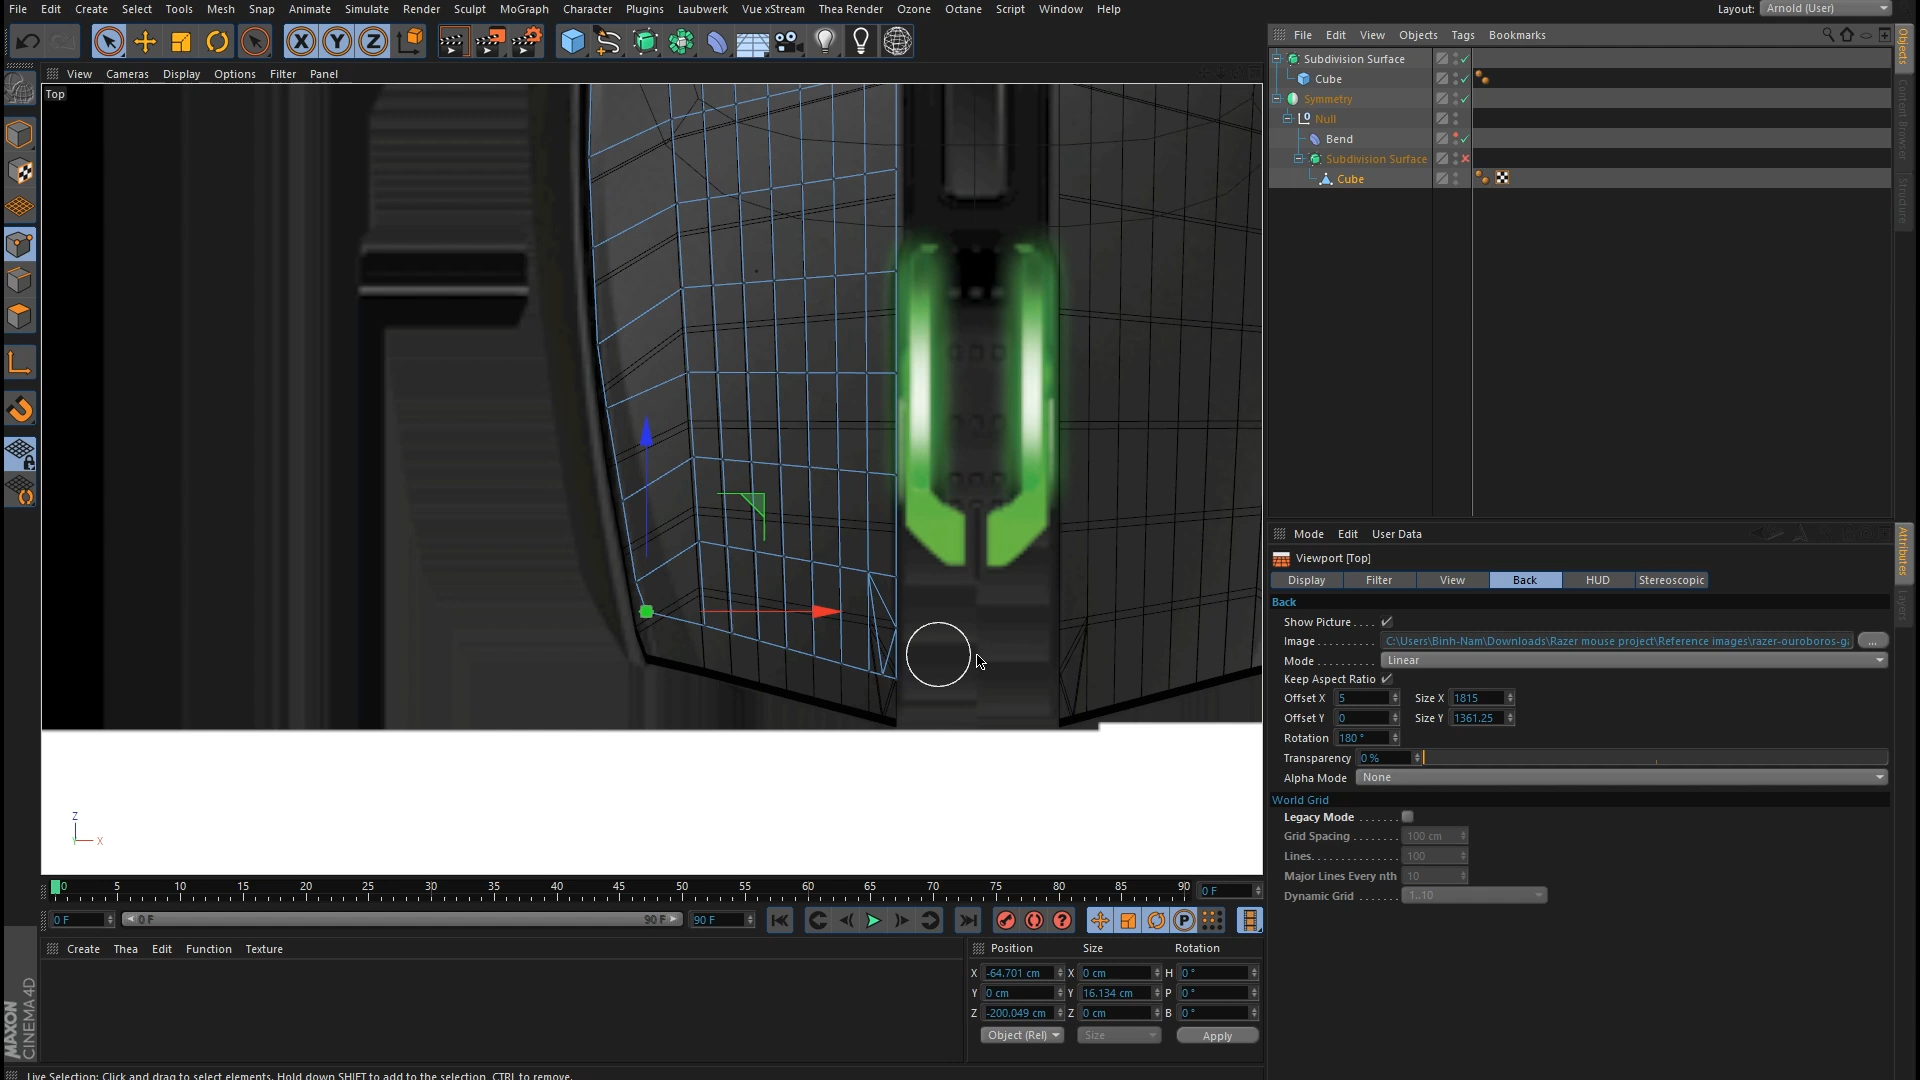 File Edit Create Select Tools Mesh Snap Animate Simulate Render Sculpt MoGraph Character Plugins Laubwerk Vue xStream Thea Render Ozone Octane Script Window Help
Layout: Arnold (User)
View Cameras Display Options Filter Panel
Top
File Edit View Objects Tags Bookmarks
Subdivision Surface
Cube
Symmetry
Null
Bend
Subdivision Surface
Cube
Objects
Content Browser
Structure
Mode Edit User Data
Viewport [Top]
Display Filter View Back HUD Stereoscopic
Back
Show Picture
Image C:\Users\Binh-Nam\Downloads\Razer mouse project\Reference images\razer-ouroboros-g
Mode Linear
Keep Aspect Ratio
Offset X 5 Size X 1815
Offset Y 0 Size Y 1361.25
Rotation 180 °
Transparency 0 %
Alpha Mode None
World Grid
Legacy Mode
Grid Spacing 100 cm
Lines 100
Major Lines Every nth 10
Dynamic Grid 1..10
Attributes
Layers
Z
Y X
0 5 10 15 20 25 30 35 40 45 50 55 60 65 70 75 80 85 90 0 F
0 F 0 F 90 F 90 F
Create Thea Edit Function Texture
Position Size Rotation
X -64.701 cm X 0 cm H 0 °
Y 0 cm Y 16.134 cm P 0 °
Z -200.049 cm Z 0 cm B 0 °
Object (Rel) Size Apply
MAXON
CINEMA 4D
Live Selection: Click and drag to select elements. Hold down SHIFT to add to the selection, CTRL to remove.